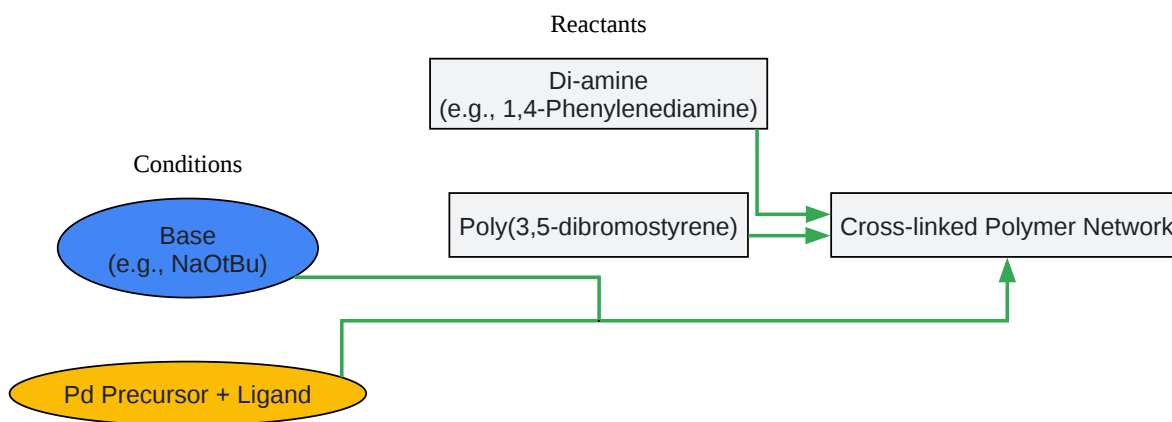 Reactants
Di-amine
(e.g., 1,4-Phenylenediamine)
Conditions
Base
(e.g., NaOtBu)
Poly(3,5-dibromostyrene)
Cross-linked Polymer Network
Pd Precursor + Ligand